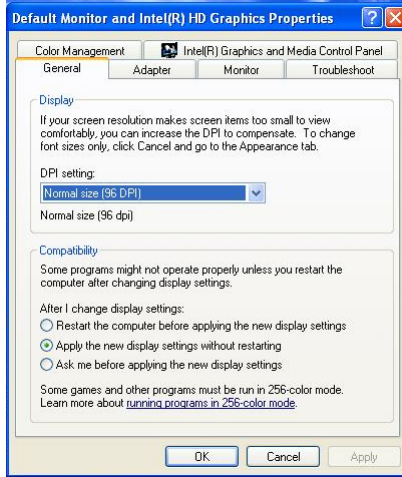 Default Monitor and Intel(R) HD Graphics Properties
Color Management
Intel(R) Graphics and Media Control Panel
General
Adapter
Monitor
Troubleshoot
Display
If your screen resolution makes screen items too small to view
comfortably, you can increase the DPI to compensate. To change
font sizes only, click Cancel and go to the Appearance tab.
DPI setting:
Normal size (96 DPI)
Normal size (96 dpi)
Compatibility
Some programs might not operate properly unless you restart the
computer after changing display settings.
After I change display settings:
Restart the computer before applying the new display settings
Apply the new display settings without restarting
Ask me before applying the new display settings
Some games and other programs must be run in 256-color mode.
Learn more about running programs in 256-color mode.
OK
Cancel
Apply